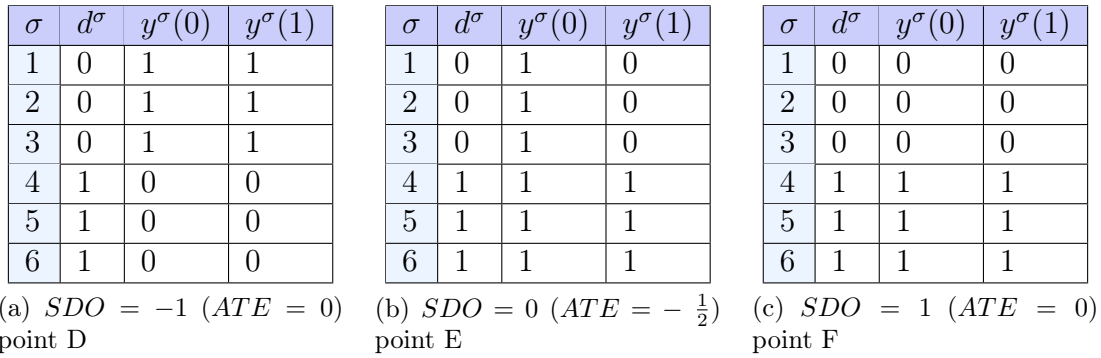 σ d^σ y^σ(0) y^σ(1)
1 0 1 1
2 0 1 1
3 0 1 1
4 1 0 0
5 1 0 0
6 1 0 0
(a) SDO = −1 (ATE = 0)
point D
σ d^σ y^σ(0) y^σ(1)
1 0 1 0
2 0 1 0
3 0 1 0
4 1 1 1
5 1 1 1
6 1 1 1
(b) SDO = 0 (ATE = − 1/2)
point E
σ d^σ y^σ(0) y^σ(1)
1 0 0 0
2 0 0 0
3 0 0 0
4 1 1 1
5 1 1 1
6 1 1 1
(c) SDO = 1 (ATE = 0)
point F